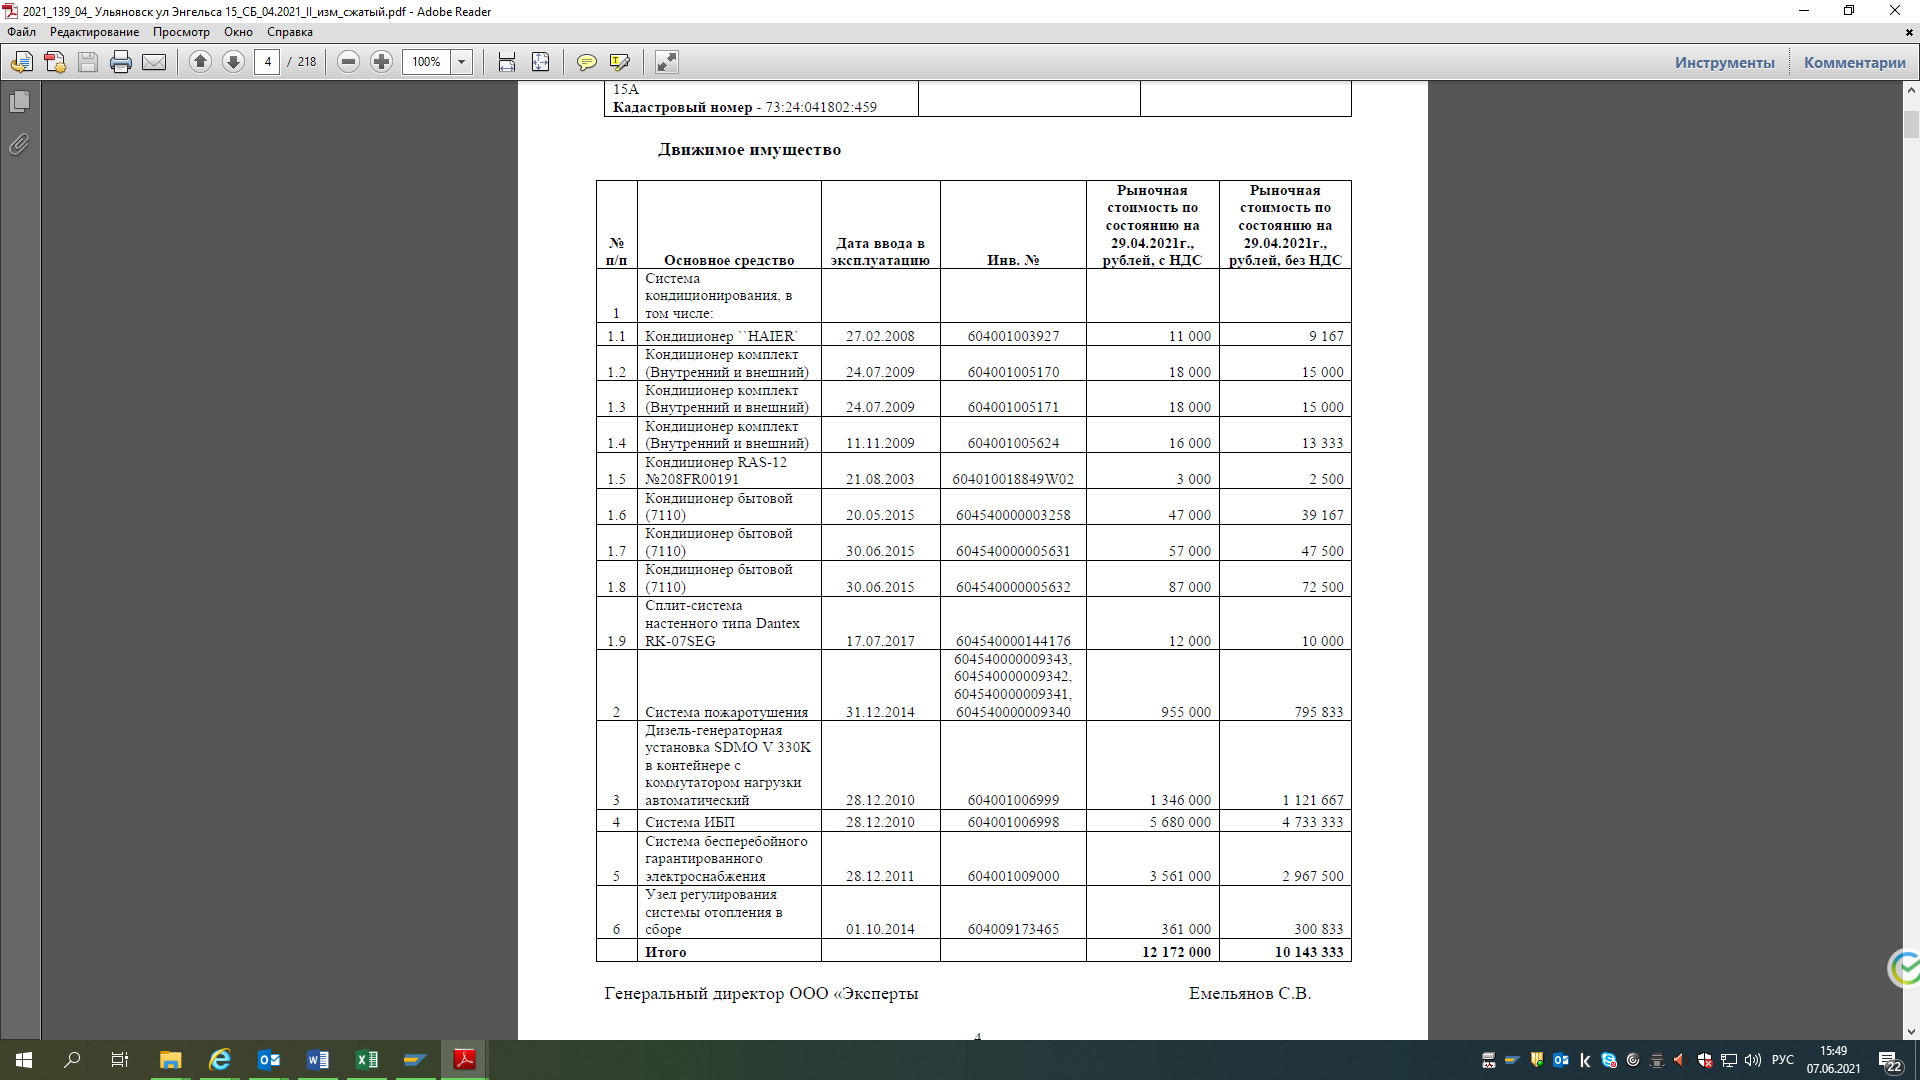 2021_139_04_ Ульяновск ул Энгельса 15_СБ_04.2021_II_изм_сжатый.pdf - Adobe Reader
Файл Редактирование Просмотр Окно Справка
4 / 218 100% Инструменты Комментарии
15А
Кадастровый номер - 73:24:041802:459
Движимое имущество
№ п/п Основное средство Дата ввода в эксплуатацию Инв. № Рыночная стоимость по состоянию на 29.04.2021г., рублей, с НДС Рыночная стоимость по состоянию на 29.04.2021г., рублей, без НДС
1 Система кондиционирования, в том числе:
1.1 Кондиционер ``HAIER` 27.02.2008 604001003927 11 000 9 167
1.2 Кондиционер комплект (Внутренний и внешний) 24.07.2009 604001005170 18 000 15 000
1.3 Кондиционер комплект (Внутренний и внешний) 24.07.2009 604001005171 18 000 15 000
1.4 Кондиционер комплект (Внутренний и внешний) 11.11.2009 604001005624 16 000 13 333
1.5 Кондиционер RAS-12 №208FR00191 21.08.2003 604010018849W02 3 000 2 500
1.6 Кондиционер бытовой (7110) 20.05.2015 604540000003258 47 000 39 167
1.7 Кондиционер бытовой (7110) 30.06.2015 604540000005631 57 000 47 500
1.8 Кондиционер бытовой (7110) 30.06.2015 604540000005632 87 000 72 500
1.9 Сплит-система настенного типа Dantex RK-07SEG 17.07.2017 604540000144176 12 000 10 000
2 Система пожаротушения 31.12.2014 604540000009343, 604540000009342, 604540000009341, 604540000009340 955 000 795 833
3 Дизель-генераторная установка SDMO V 330K в контейнере с коммутатором нагрузки автоматический 28.12.2010 604001006999 1 346 000 1 121 667
4 Система ИБП 28.12.2010 604001006998 5 680 000 4 733 333
5 Система бесперебойного гарантированного электроснабжения 28.12.2011 604001009000 3 561 000 2 967 500
6 Узел регулирования системы отопления в сборе 01.10.2014 604009173465 361 000 300 833
Итого 12 172 000 10 143 333
Генеральный директор ООО «Эксперты Емельянов С.В.
4
РУС 15:49
07.06.2021 22